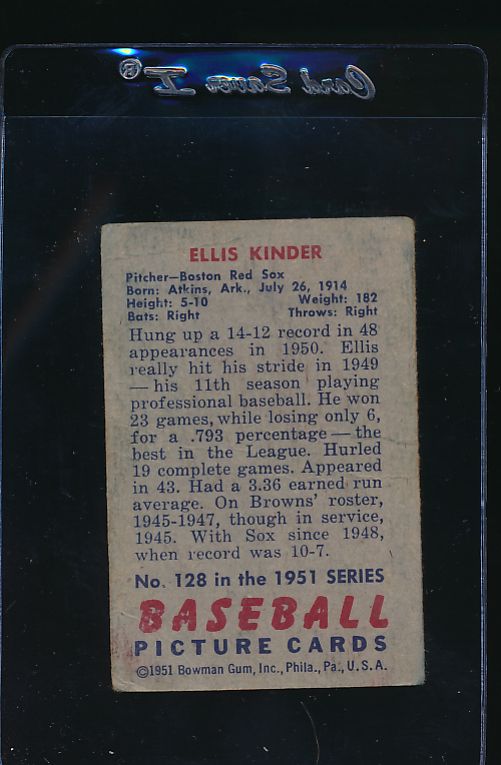 Card Saver I®
ELLIS KINDER
Pitcher—Boston Red Sox
Born: Atkins, Ark., July 26, 1914
Height: 5-10 Weight: 182
Bats: Right Throws: Right
Hung up a 14-12 record in 48
appearances in 1950. Ellis
really hit his stride in 1949
— his 11th season playing
professional baseball. He won
23 games, while losing only 6,
for a .793 percentage — the
best in the League. Hurled
19 complete games. Appeared
in 43. Had a 3.36 earned run
average. On Browns' roster,
1945-1947, though in service,
1945. With Sox since 1948,
when record was 10-7.
No. 128 in the 1951 SERIES
BASEBALL
PICTURE CARDS
©1951 Bowman Gum, Inc., Phila., Pa., U.S.A.